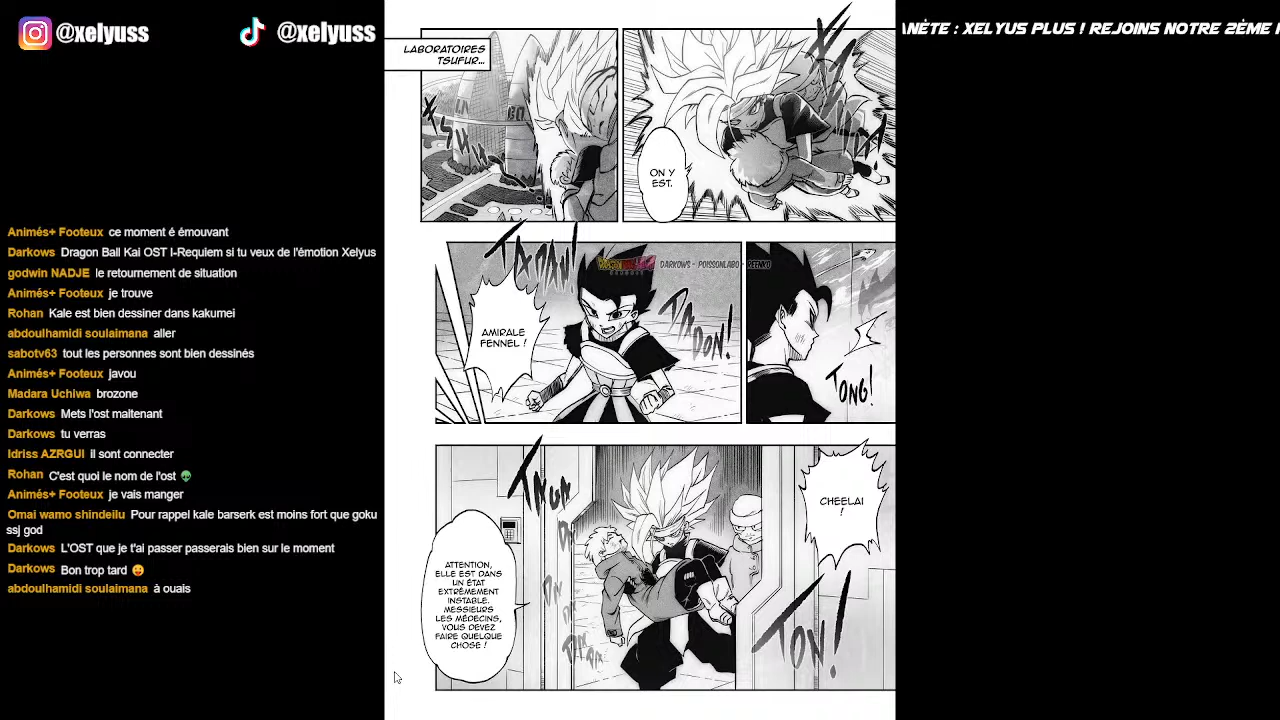 @xelyuss
@xelyuss
ANÈTE : XELYUS PLUS ! REJOINS NOTRE 2ÈME
LABORATOIRES
TSUFUR...
ON Y
EST.
DARKOWS - POISSONLABO - REENKO
AMIRALE
FENNEL !
TADON!
TONG!
CHEELAI
!
TON!
ATTENTION,
ELLE EST DANS
UN ÉTAT
EXTRÊMEMENT
INSTABLE.
MESSIEURS
LES MÉDECINS,
VOUS DEVEZ
FAIRE QUELQUE
CHOSE !
Animés+ Footeux ce moment é émouvant
Darkows Dragon Ball Kai OST I-Requiem si tu veux de l'émotion Xelyus
godwin NADJE le retournement de situation
Animés+ Footeux je trouve
Rohan Kale est bien dessiner dans kakumei
abdoulhamidi soulaimana aller
sabotv63 tout les personnes sont bien dessinés
Animés+ Footeux javou
Madara Uchiwa brozone
Darkows Mets l'ost maitenant
Darkows tu verras
Idriss AZRGUI il sont connecter
Rohan C'est quoi le nom de l'ost 👽
Animés+ Footeux je vais manger
Omai wamo shindeilu Pour rappel kale barserk est moins fort que goku
ssj god
Darkows L'OST que je t'ai passer passerais bien sur le moment
Darkows Bon trop tard 😛
abdoulhamidi soulaimana à ouais